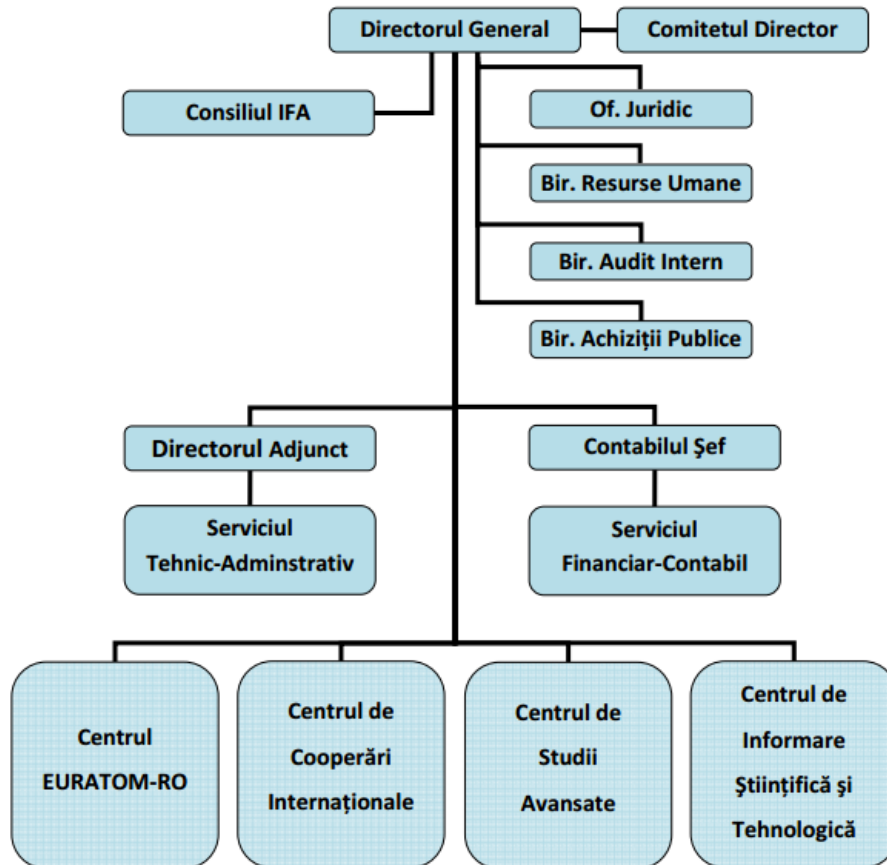 Directorul General
Comitetul Director
Consiliul IFA
Of. Juridic
Bir. Resurse Umane
Bir. Audit Intern
Bir. Achiziții Publice
Directorul Adjunct
Contabilul Şef
Serviciul
Tehnic-Adminstrativ
Serviciul
Financiar-Contabil
Centrul
EURATOM-RO
Centrul de
Cooperări
Internaționale
Centrul de
Studii
Avansate
Centrul de
Informare
Ştiințifică şi
Tehnologică